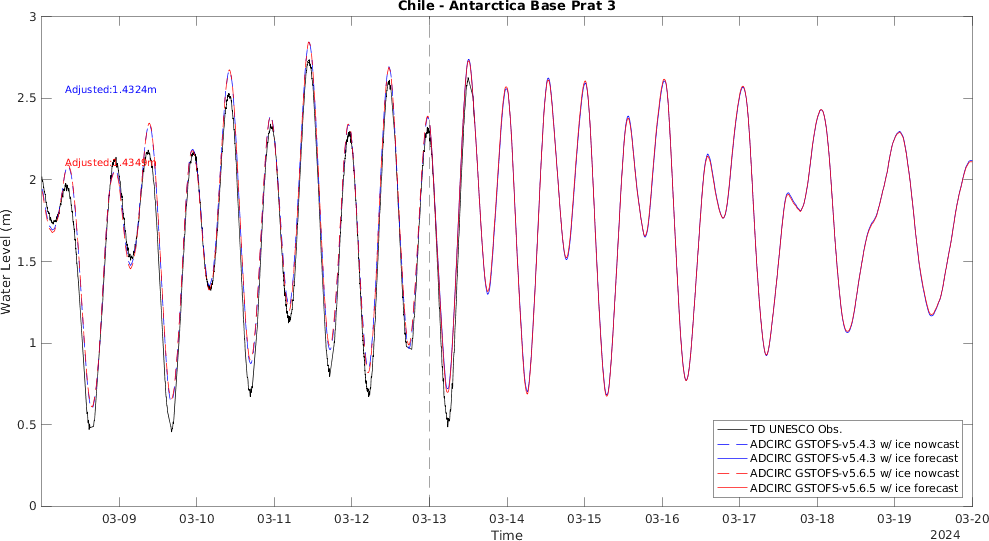 Chile - Antarctica Base Prat 3
Water Level (m)
3
2.5
2
1.5
1
0.5
0
Adjusted:1.4324m
Adjusted:1.4349m
TD UNESCO Obs.
ADCIRC GSTOFS-v5.4.3 w/ ice nowcast
ADCIRC GSTOFS-v5.4.3 w/ ice forecast
ADCIRC GSTOFS-v5.6.5 w/ ice nowcast
ADCIRC GSTOFS-v5.6.5 w/ ice forecast
03-09 03-10 03-11 03-12 03-13 03-14 03-15 03-16 03-17 03-18 03-19 03-20
Time
2024